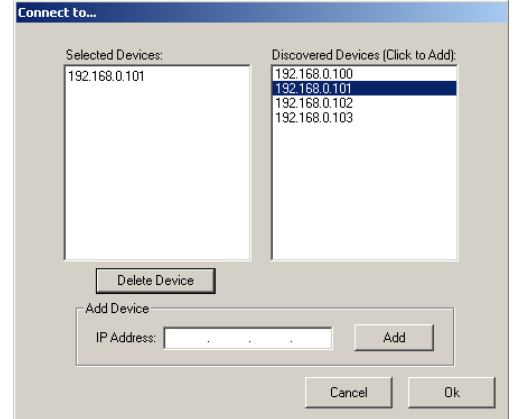 Connect to...
Selected Devices:
192.168.0.101
Discovered Devices (Click to Add):
192.168.0.100
192.168.0.101
192.168.0.102
192.168.0.103
Delete Device
Add Device
IP Address: . . .
Add
Cancel
Ok